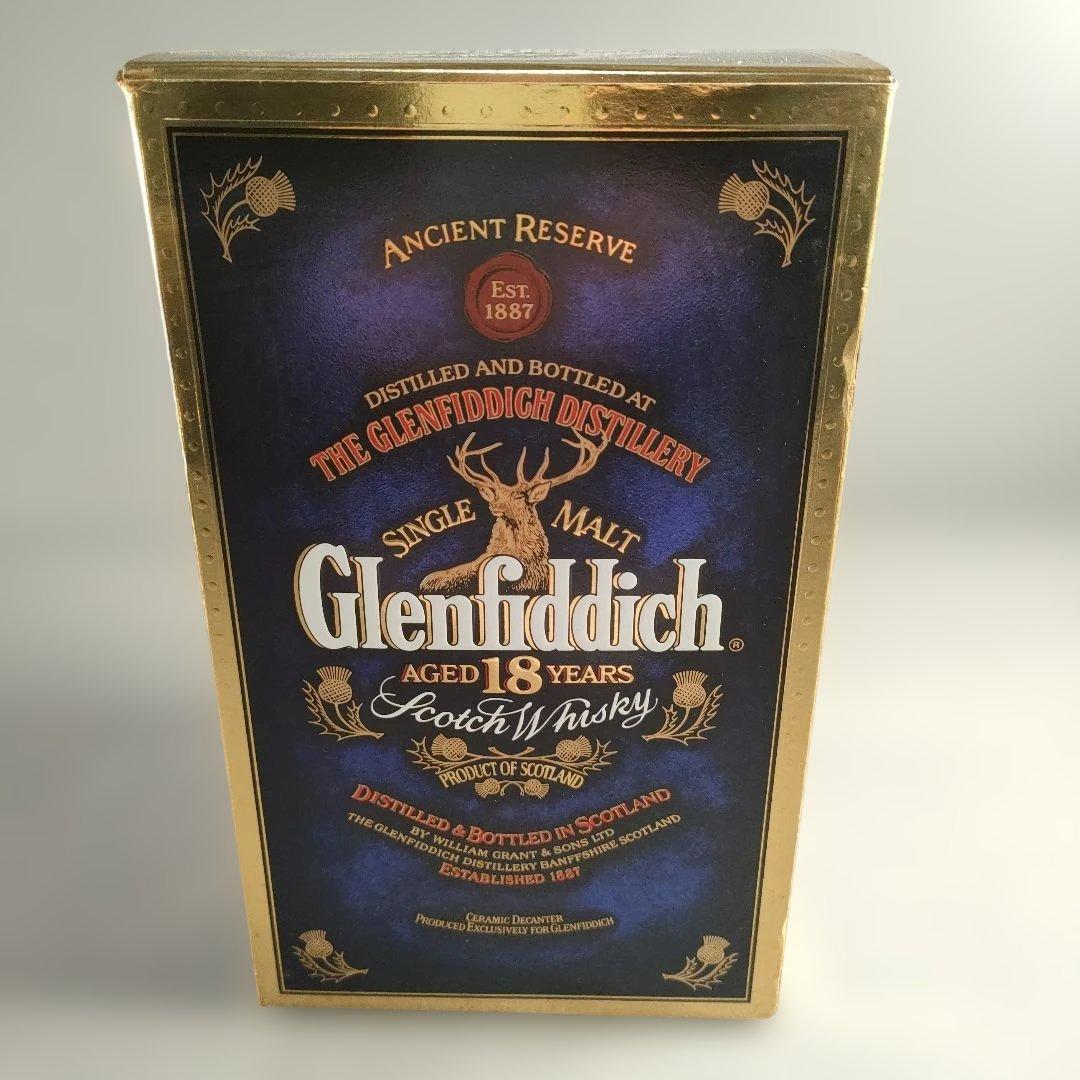 ANCIENT RESERVE
EST.
1887
DISTILLED AND BOTTLED AT
THE GLENFIDDICH DISTILLERY
SINGLE MALT
Glenfiddich®
AGED 18 YEARS
Scotch Whisky
PRODUCT OF SCOTLAND
DISTILLED & BOTTLED IN SCOTLAND
BY WILLIAM GRANT & SONS LTD
THE GLENFIDDICH DISTILLERY BANFFSHIRE SCOTLAND
ESTABLISHED 1887
CERAMIC DECANTER
PRODUCED EXCLUSIVELY FOR GLENFIDDICH